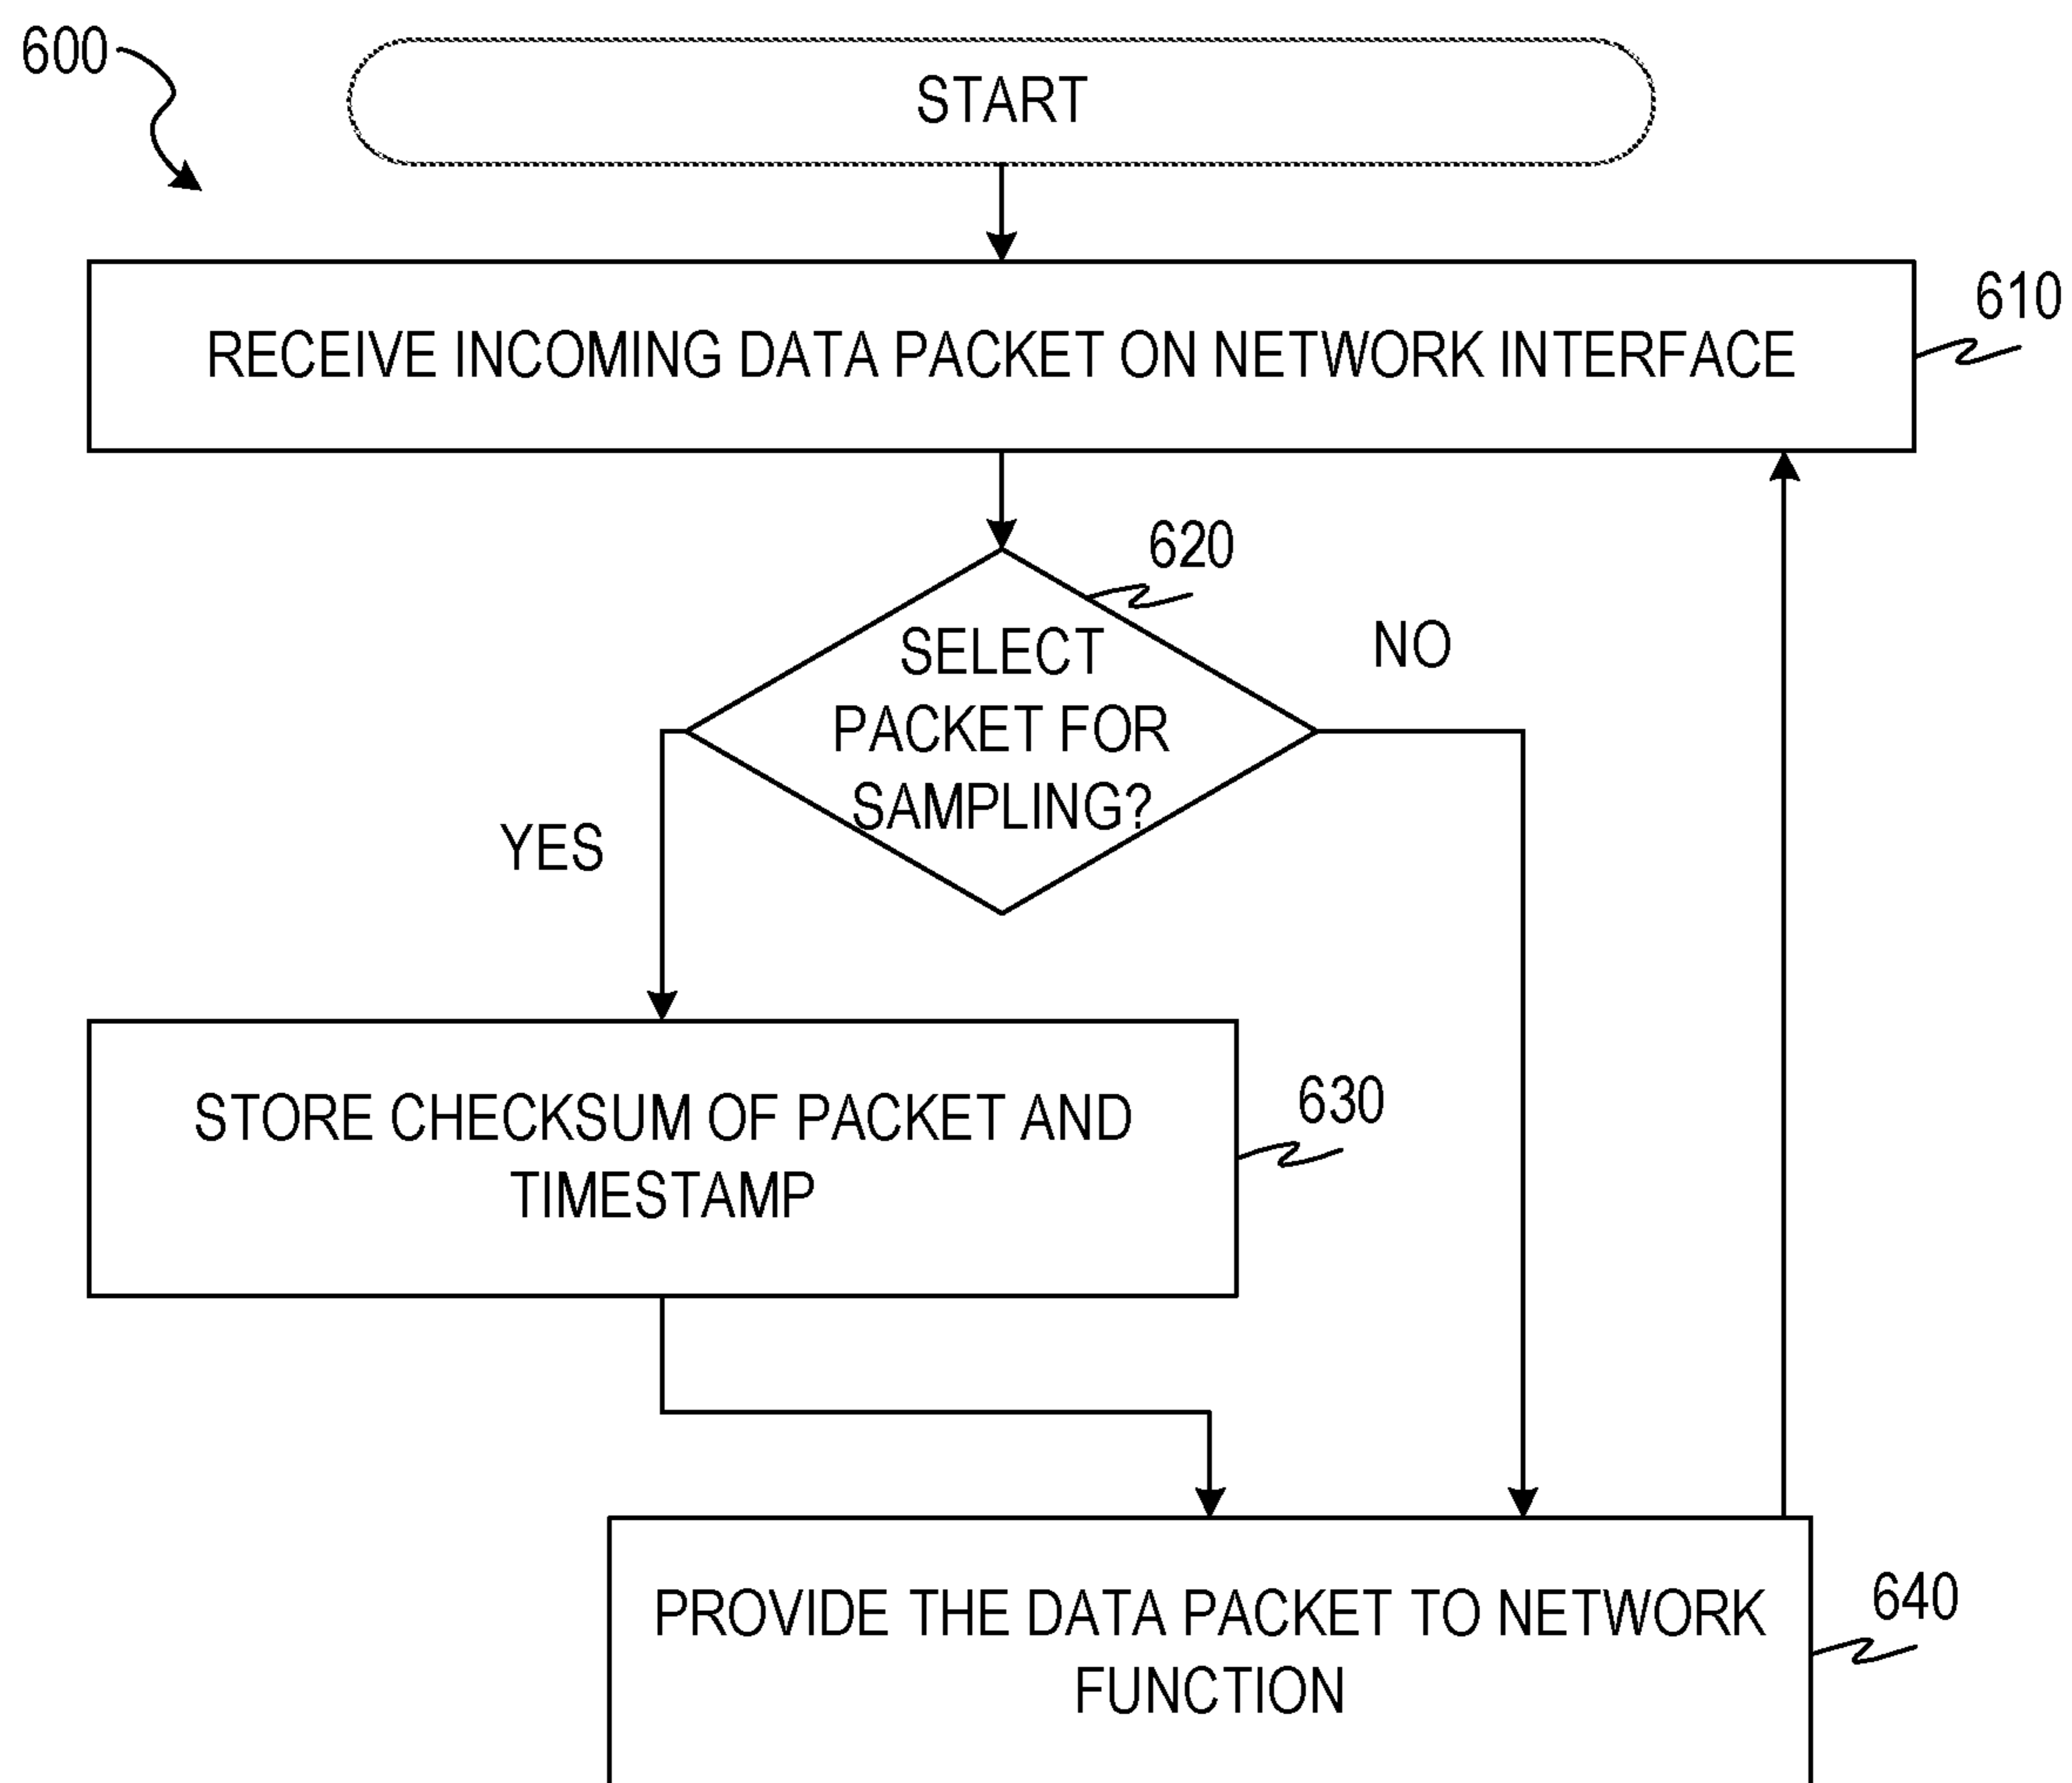 600
START
RECEIVE INCOMING DATA PACKET ON NETWORK INTERFACE
610
620
SELECT
PACKET FOR
SAMPLING?
NO
YES
STORE CHECKSUM OF PACKET AND
TIMESTAMP
630
PROVIDE THE DATA PACKET TO NETWORK
FUNCTION
640